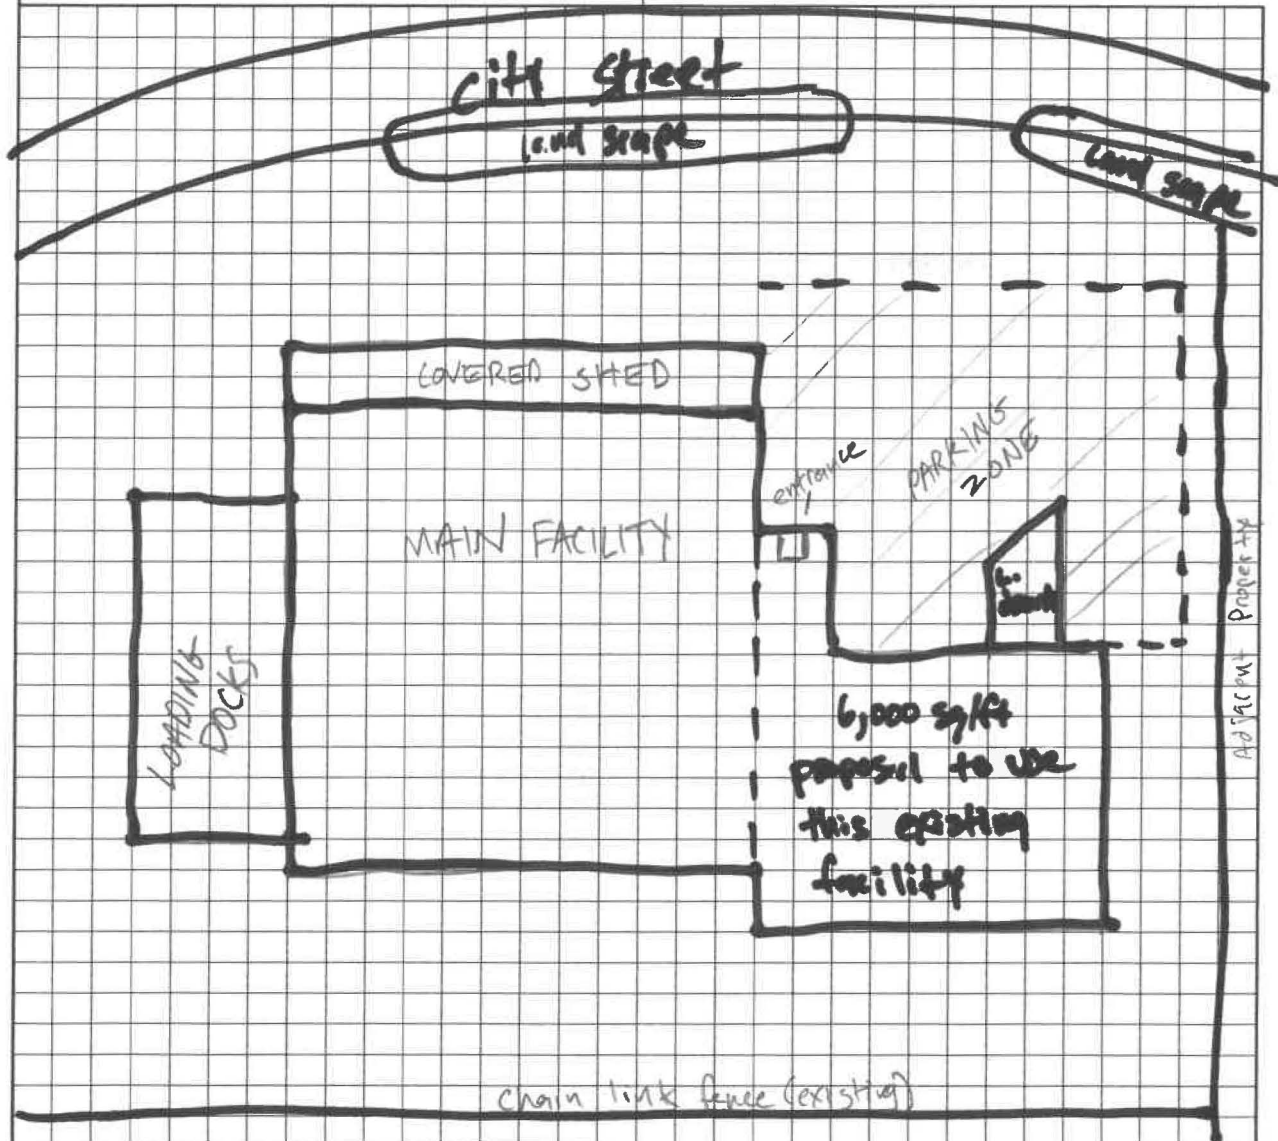 City Street
Land scape
Land scape
COVERED SHED
entrance
PARKING
ZONE
MAIN FACILITY
LOADING
DOCKS
6,000 sq/ft
proposal to use
this existing
facility
Adjacent Property
chain link fence (existing)